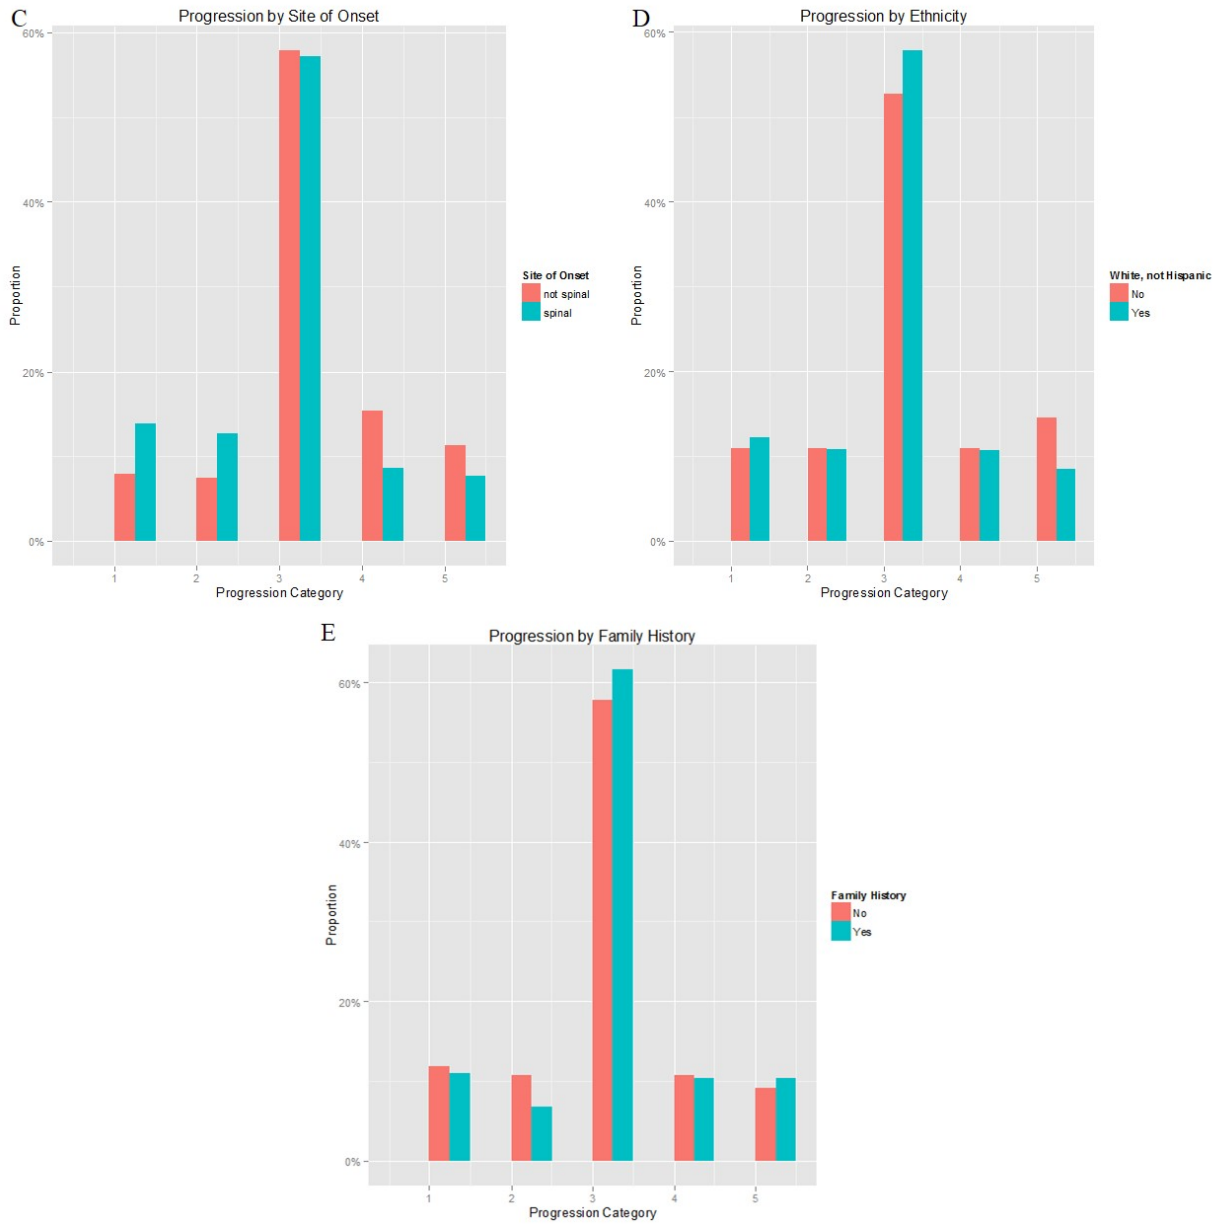 C
Progression by Site of Onset
60%
40%
20%
0%
Proportion
1 2 3 4 5
Progression Category
Site of Onset
not spinal
spinal
D
Progression by Ethnicity
60%
40%
20%
0%
Proportion
1 2 3 4 5
Progression Category
White, not Hispanic
No
Yes
E
Progression by Family History
60%
40%
20%
0%
Proportion
1 2 3 4 5
Progression Category
Family History
No
Yes